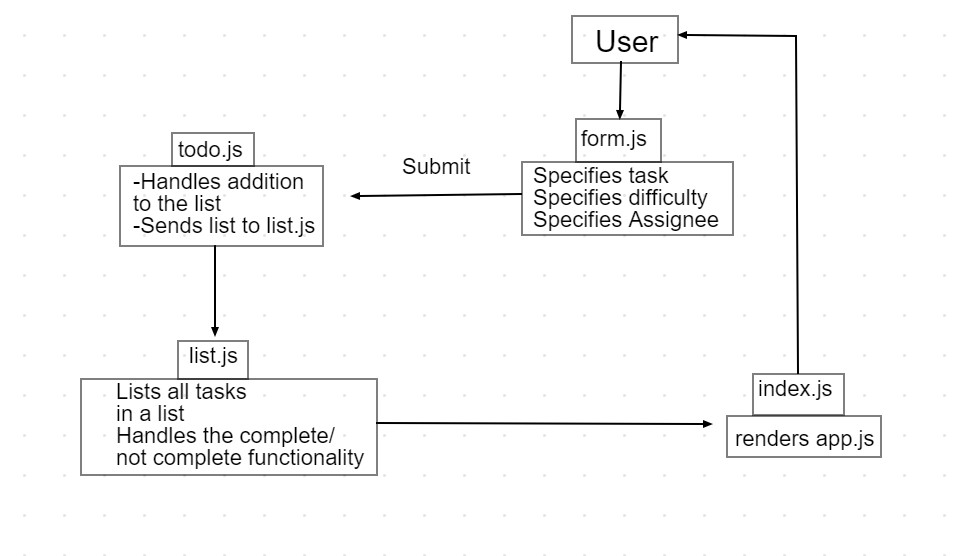 User
form.js
Specifies task
Specifies difficulty
Specifies Assignee
Submit
todo.js
-Handles addition
to the list
-Sends list to list.js
list.js
Lists all tasks
in a list
Handles the complete/
not complete functionality
index.js
renders app.js